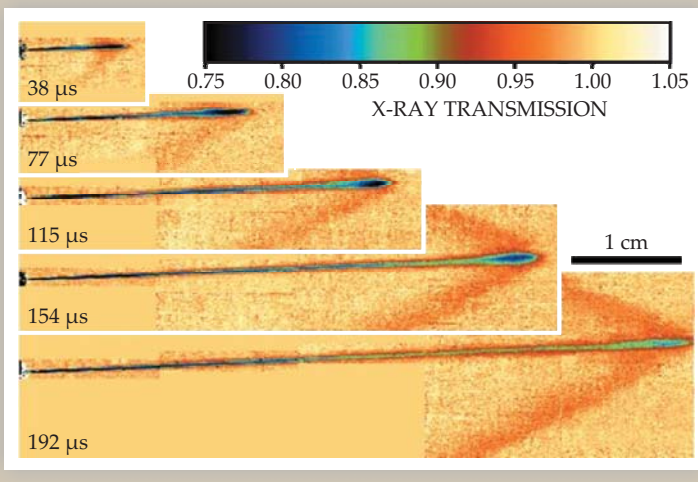 0.75 0.80 0.85 0.90 0.95 1.00 1.05
X-RAY TRANSMISSION
38 μs
77 μs
115 μs
1 cm
154 μs
192 μs